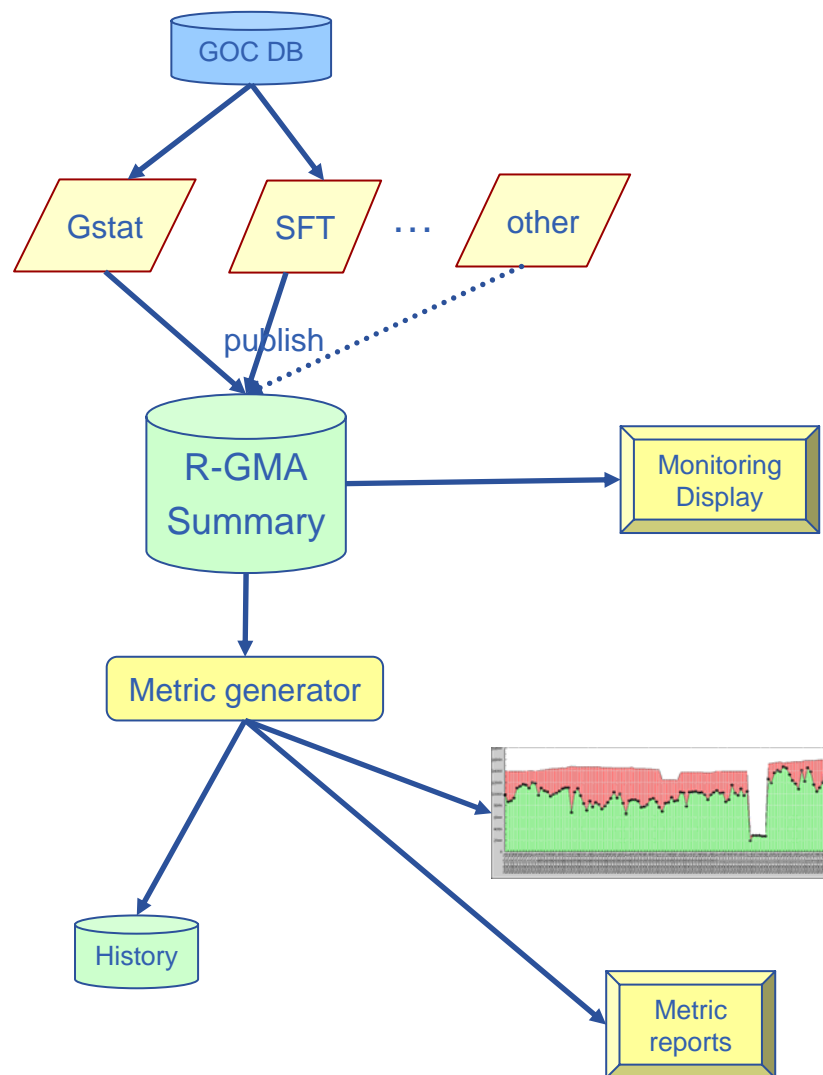 GOC DB
Gstat
SFT
...
other
publish
R-GMA
Summary
Monitoring
Display
Metric generator
History
Metric
reports